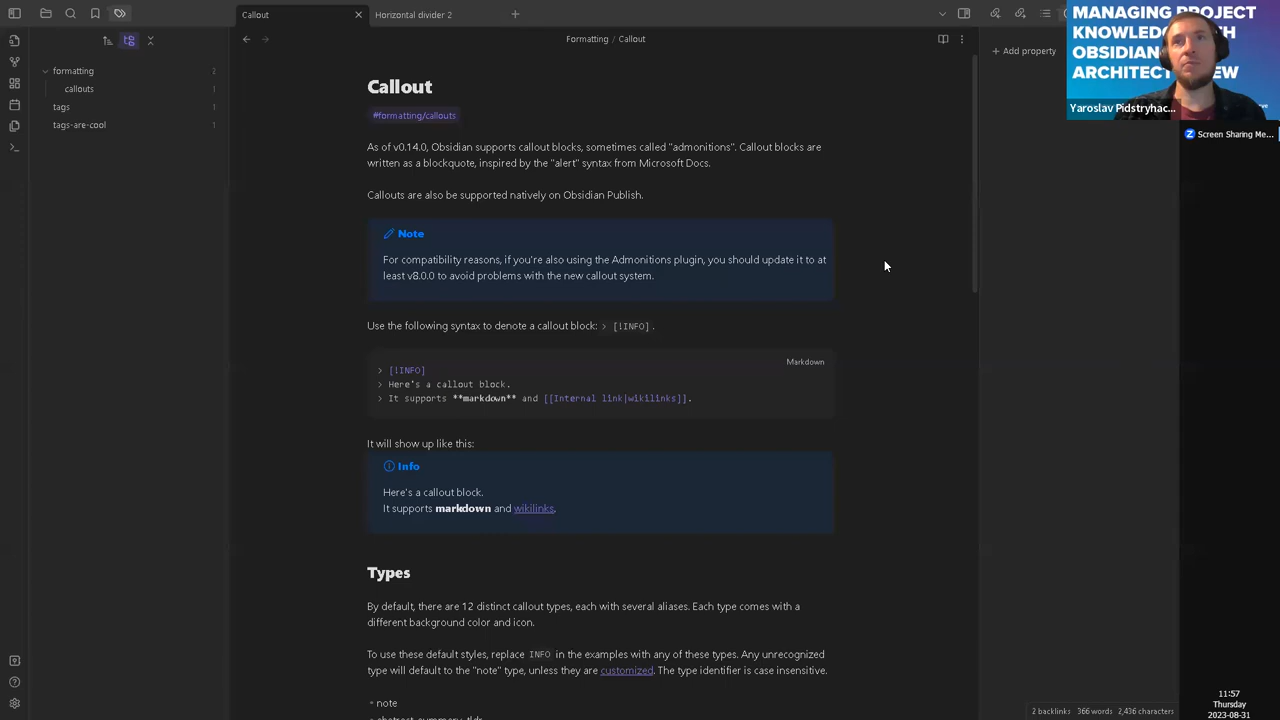 Callout
Horizontal divider 2
Formatting / Callout
formatting 2
callouts 1
tags 1
tags-are-cool 1
Callout
#formatting/callouts
As of v0.14.0, Obsidian supports callout blocks, sometimes called "admonitions". Callout blocks are
written as a blockquote, inspired by the "alert" syntax from Microsoft Docs.
Callouts are also be supported natively on Obsidian Publish.
Note
For compatibility reasons, if you're also using the Admonitions plugin, you should update it to at
least v8.0.0 to avoid problems with the new callout system.
Use the following syntax to denote a callout block: > [!INFO] .
Markdown
> [!INFO]
> Here's a callout block.
> It supports **markdown** and [[Internal link|wikilinks]].
It will show up like this:
Info
Here's a callout block.
It supports markdown and wikilinks.
Types
By default, there are 12 distinct callout types, each with several aliases. Each type comes with a
different background color and icon.
To use these default styles, replace INFO in the examples with any of these types. Any unrecognized
type will default to the "note" type, unless they are customized. The type identifier is case insensitive.
note
abstract, summary, tldr
Add property
MANAGING PROJECT
OBSIDIAN
Yaroslav Pidstryhac...
Screen Sharing Me...
2 backlinks 366 words 2,436 characters
11:57
Thursday
2023-08-31